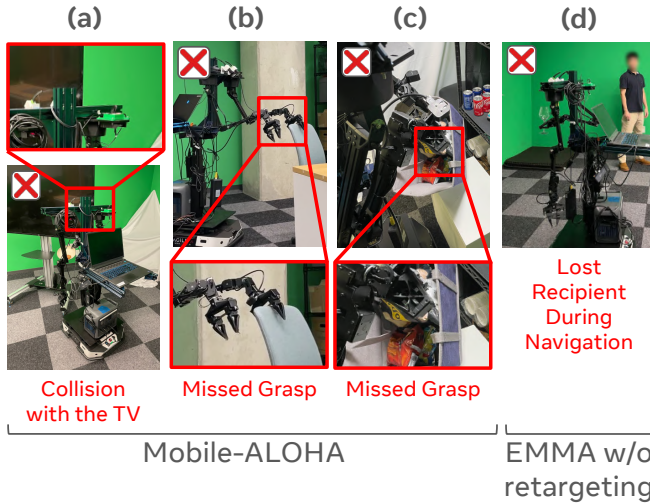 (a) (b) (c) (d)
Collision
with the TV
Missed Grasp
Missed Grasp
Lost
Recipient
During
Navigation
Mobile-ALOHA
EMMA w/o
retargeting